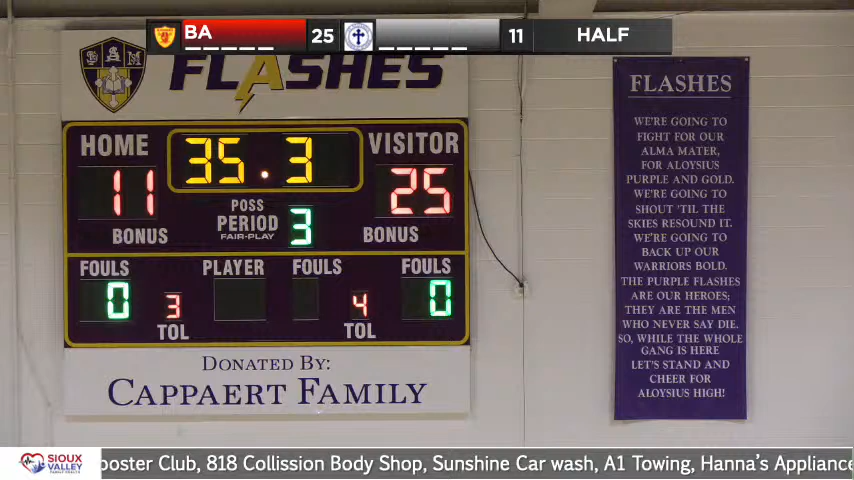 BA 25 11 HALF
FLASHES
HOME 35.3 VISITOR
11 25
POSS
PERIOD 3
FAIR-PLAY
BONUS BONUS
FOULS PLAYER FOULS FOULS
0 3 4 0
TOL TOL
DONATED BY:
CAPPAERT FAMILY
FLASHES
WE'RE GOING TO
FIGHT FOR OUR
ALMA MATER,
FOR ALOYSIUS
PURPLE AND GOLD.
WE'RE GOING TO
SHOUT 'TIL THE
SKIES RESOUND IT.
WE'RE GOING TO
BACK UP OUR
WARRIORS BOLD.
THE PURPLE FLASHES
ARE OUR HEROES;
THEY ARE THE MEN
WHO NEVER SAY DIE.
SO, WHILE THE WHOLE
GANG IS HERE
LET'S STAND AND
CHEER FOR
ALOYSIUS HIGH!
SIOUX
VALLEY
ooster Club, 818 Collission Body Shop, Sunshine Car wash, A1 Towing, Hanna's Appliance